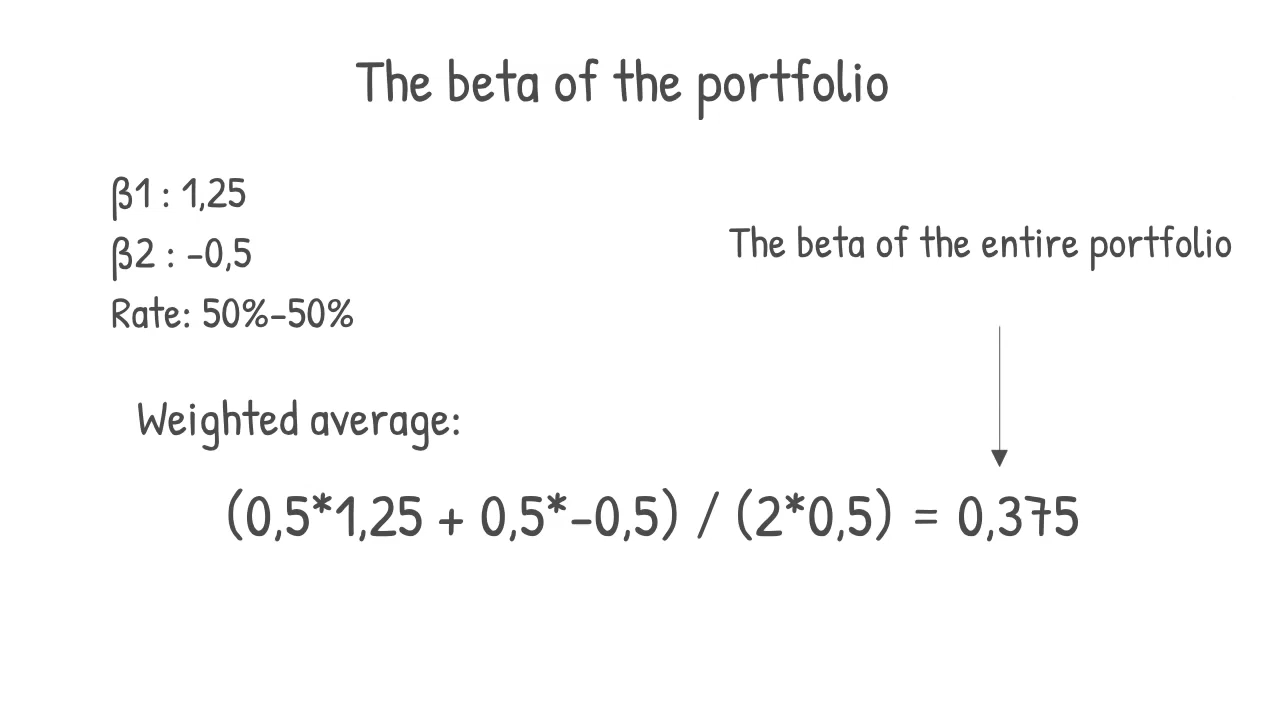 The beta of the portfolio
β1 : 1,25
β2 : -0,5
Rate: 50%-50%
The beta of the entire portfolio
Weighted average:
(0,5*1,25 + 0,5*-0,5) / (2*0,5) = 0,375